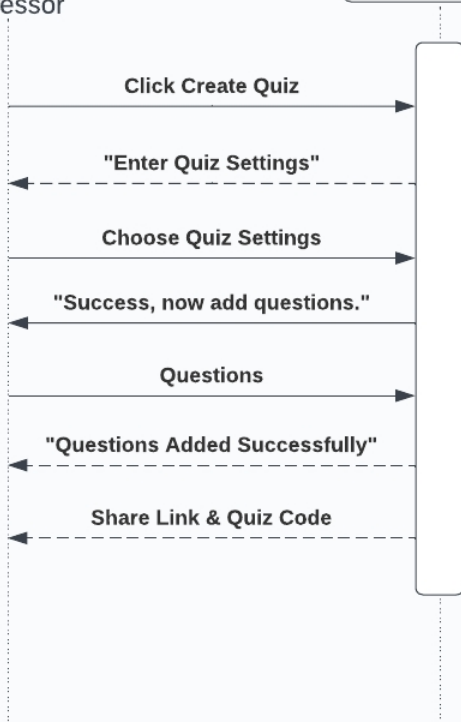 essor
Click Create Quiz
"Enter Quiz Settings"
Choose Quiz Settings
"Success, now add questions."
Questions
"Questions Added Successfully"
Share Link & Quiz Code